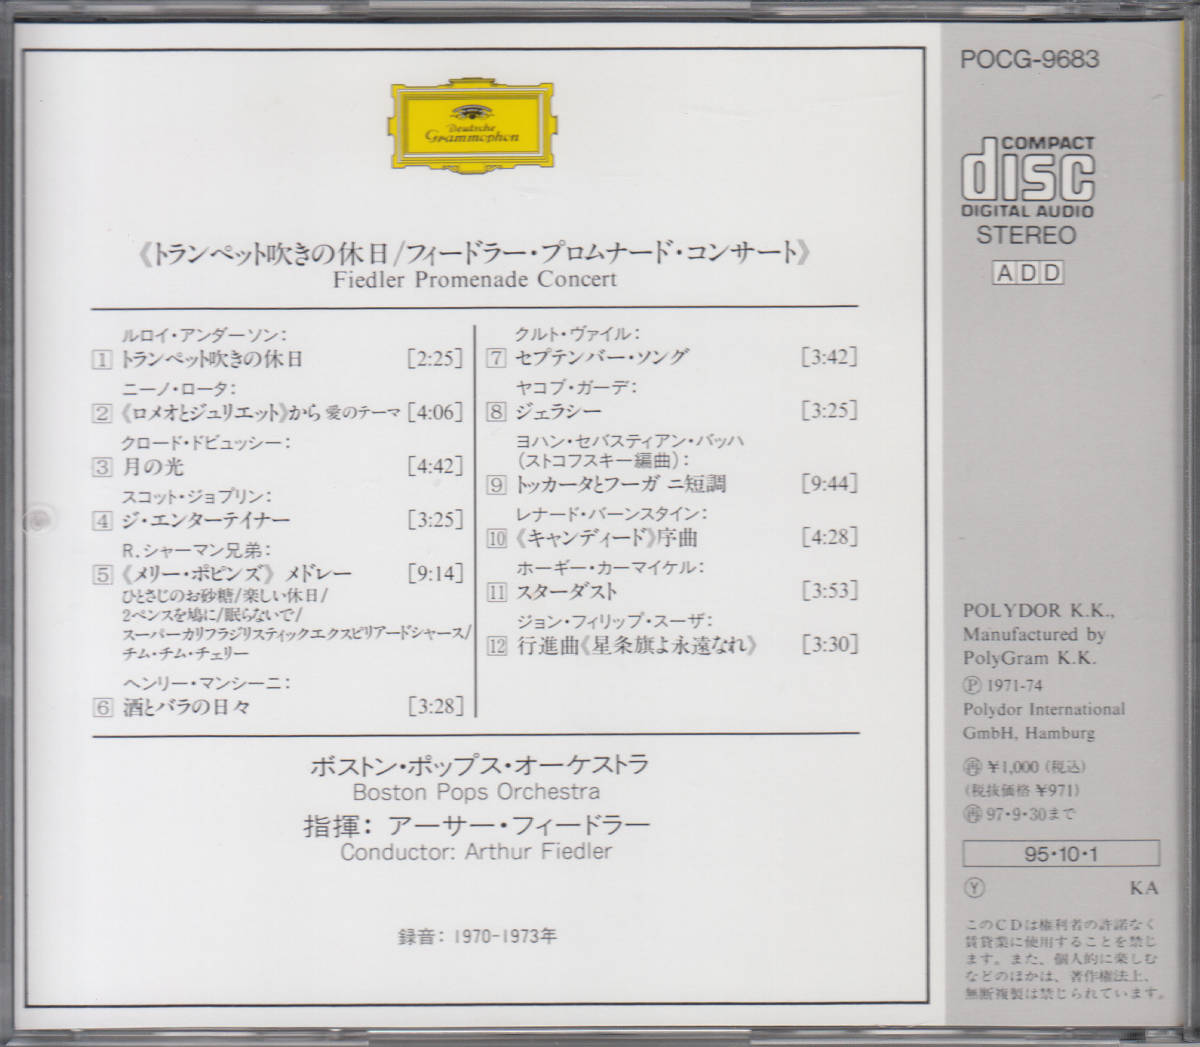 Deutsche
Grammophon
《トランペット吹きの休日/フィードラー・プロムナード・コンサート》
Fiedler Promenade Concert
ルロイ・アンダーソン:
1 トランペット吹きの休日 [2:25]
ニーノ・ロータ:
2 《ロメオとジュリエット》から 愛のテーマ [4:06]
クロード・ドビュッシー:
3 月の光 [4:42]
スコット・ジョプリン:
4 ジ・エンターテイナー [3:25]
R.シャーマン兄弟:
5 《メリー・ポピンズ》 メドレー [9:14]
ひとさじのお砂糖/楽しい休日/
2ペンスを鳩に/眠らないで/
スーパーカリフラジリスティックエクスピリアードシャース/
チム・チム・チェリー
ヘンリー・マンシーニ:
6 酒とバラの日々 [3:28]
クルト・ヴァイル:
7 セプテンバー・ソング [3:42]
ヤコブ・ガーデ:
8 ジェラシー [3:25]
ヨハン・セバスティアン・バッハ
(ストコフスキー編曲):
9 トッカータとフーガ ニ短調 [9:44]
レナード・バーンスタイン:
10 《キャンディード》序曲 [4:28]
ホーギー・カーマイケル:
11 スターダスト [3:53]
ジョン・フィリップ・スーザ:
12 行進曲《星条旗よ永遠なれ》 [3:30]
ボストン・ポップス・オーケストラ
Boston Pops Orchestra
指揮: アーサー・フィードラー
Conductor: Arthur Fiedler
録音: 1970-1973年
POCG-9683
COMPACT
disc
DIGITAL AUDIO
STEREO
ADD
POLYDOR K.K.,
Manufactured by
PolyGram K.K.
Ⓟ 1971-74
Polydor International
GmbH, Hamburg
㊢ ¥1,000 (税込)
(税抜価格 ¥971)
㊢ 97・9・30まで
95・10・1
Ⓨ KA
このCDは権利者の許諾なく
賃貸業に使用することを禁じ
ます。また、個人的に楽しむ
などのほかは、著作権法上、
無断複製は禁じられています。